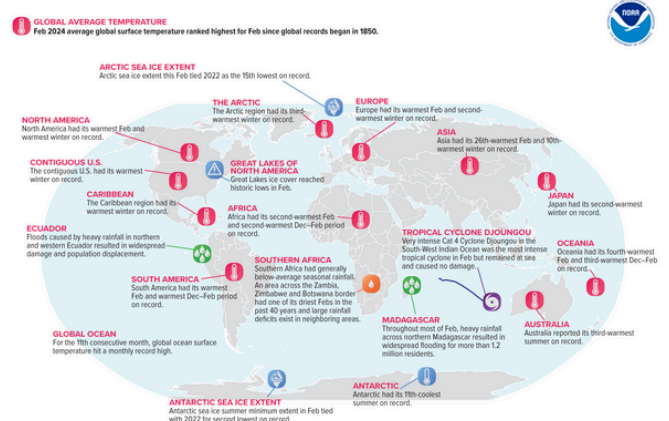 GLOBAL AVERAGE TEMPERATURE
Feb 2024 average global surface temperature ranked highest for Feb since global records began in 1850.
NOAA
ARCTIC SEA ICE EXTENT
Arctic sea ice extent this Feb tied 2022 as the 15th lowest on record.
THE ARCTIC
The Arctic region had its third-
warmest winter on record.
EUROPE
Europe had its warmest Feb and second-
warmest winter on record.
NORTH AMERICA
North America had its warmest Feb and
warmest winter on record.
ASIA
Asia had its 26th-warmest Feb and 10th-
warmest winter on record.
CONTIGUOUS U.S.
The contiguous U.S. had its warmest
winter on record.
GREAT LAKES OF
NORTH AMERICA
Great Lakes ice cover reached
historic lows in Feb.
JAPAN
Japan had its second-warmest
winter on record.
CARIBBEAN
The Caribbean region had its
warmest winter on record.
AFRICA
Africa had its second-warmest Feb
and second-warmest Dec–Feb period
on record.
ECUADOR
Floods caused by heavy rainfall in northern
and western Ecuador resulted in widespread
damage and population displacement.
TROPICAL CYCLONE DJOUNGOU
Very intense Cat 4 Cyclone Djoungou in the
South-West Indian Ocean was the most intense
tropical cyclone in Feb but remained at sea
and caused no damage.
OCEANIA
Oceania had its fourth-warmest
Feb and third-warmest Dec–Feb
on record.
SOUTHERN AFRICA
Southern Africa had generally
below-average seasonal rainfall.
An area across the Zambia,
Zimbabwe and Botswana border
had one of its driest Febs in the
past 40 years and large rainfall
deficits exist in neighboring areas.
SOUTH AMERICA
South America had its warmest
Feb and warmest Dec–Feb period
on record.
MADAGASCAR
Throughout most of Feb, heavy rainfall
across northern Madagascar resulted in
widespread flooding for more than 1.2
million residents.
AUSTRALIA
Australia reported its third-warmest
summer on record.
GLOBAL OCEAN
For the 11th consecutive month, global ocean surface
temperature hit a monthly record high.
ANTARCTIC
Antarctic had its 11th-coolest
summer on record.
ANTARCTIC SEA ICE EXTENT
Antarctic sea ice summer minimum extent in Feb tied
with 2022 for second lowest on record.